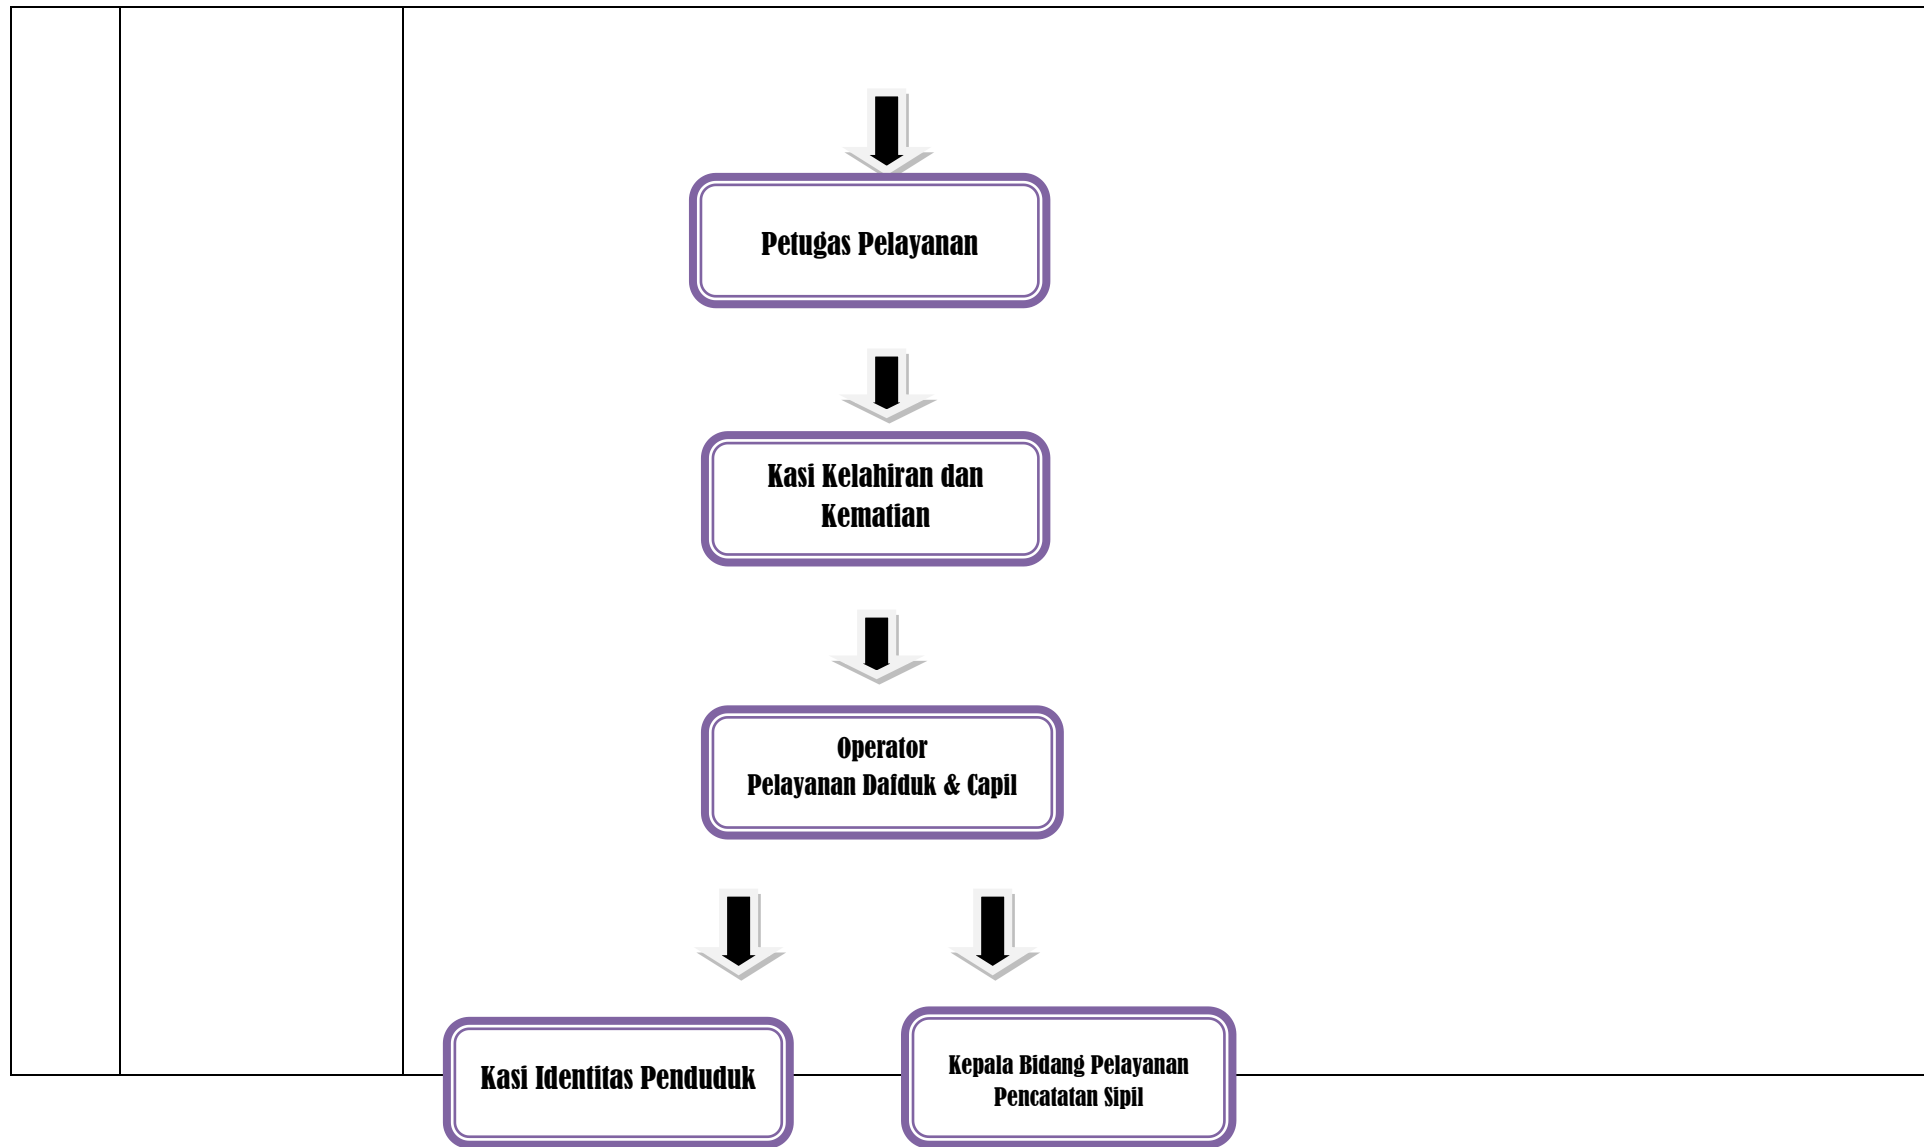 Petugas Pelayanan
Kasi Kelahiran dan
Kematian
Operator
Pelayanan Dafduk & Capil
Kasi Identitas Penduduk
Kepala Bidang Pelayanan
Pencatatan Sipil